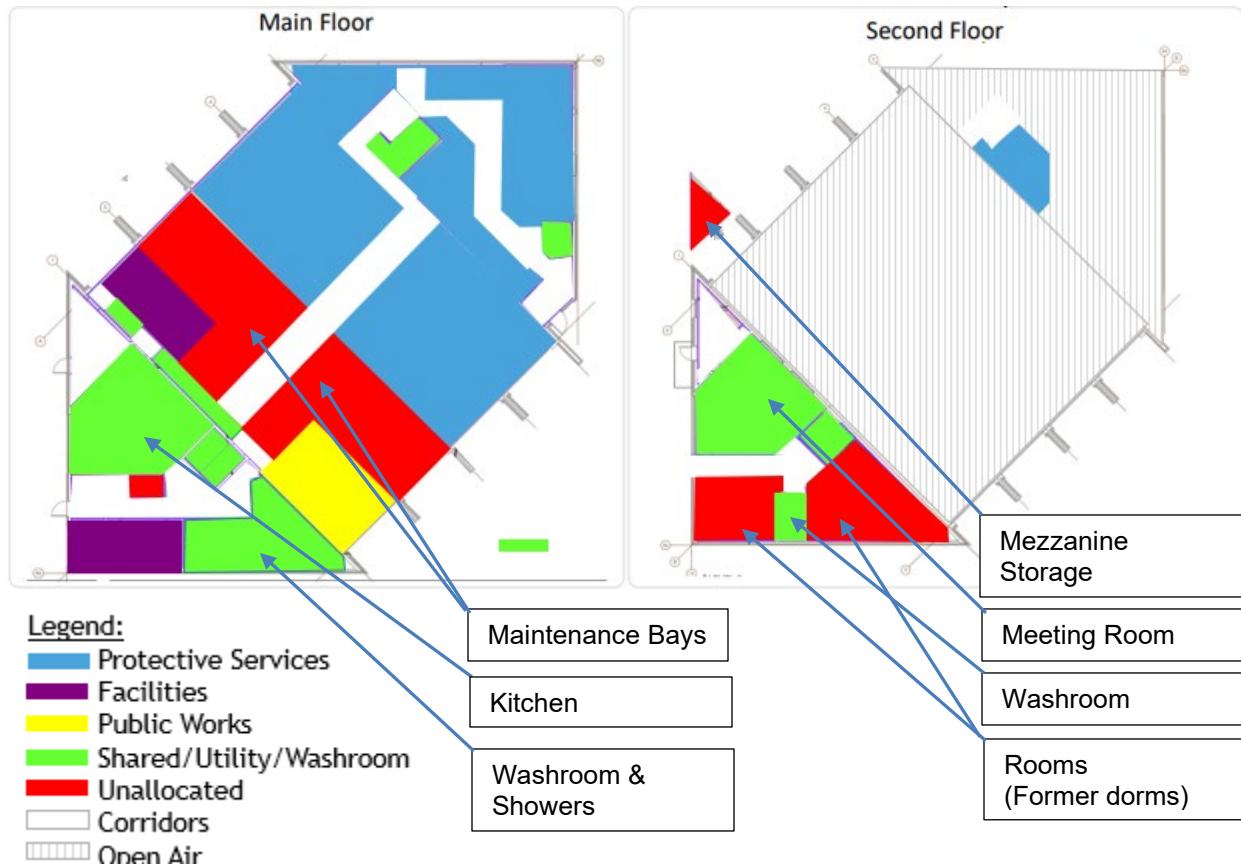 Main Floor
Second Floor
Mezzanine
Storage
Meeting Room
Washroom
Rooms
(Former dorms)
Maintenance Bays
Kitchen
Washroom &
Showers
Legend:
Protective Services
Facilities
Public Works
Shared/Utility/Washroom
Unallocated
Corridors
Open Air